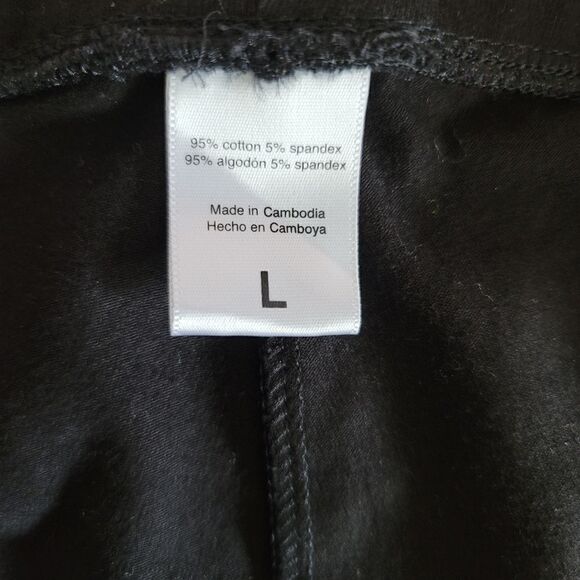 95% cotton 5% spandex
95% algodón 5% spandex
Made in Cambodia
Hecho en Camboya
L